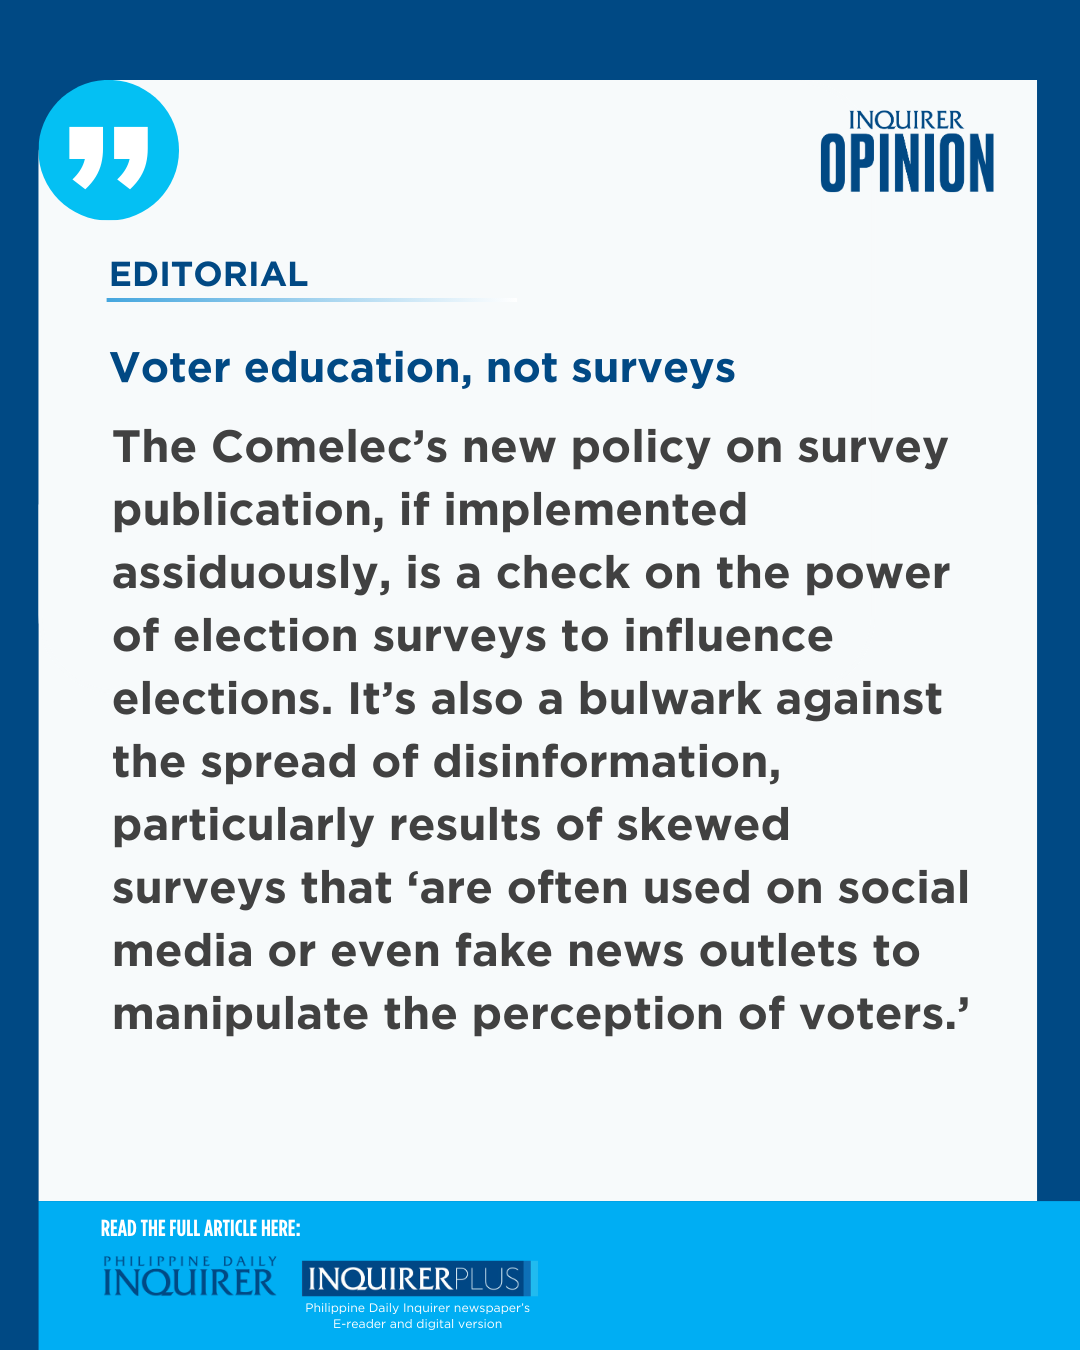 INQUIRER
OPINION
EDITORIAL
Voter education, not surveys
The Comelec’s new policy on survey
publication, if implemented
assiduously, is a check on the power
of election surveys to influence
elections. It’s also a bulwark against
the spread of disinformation,
particularly results of skewed
surveys that ‘are often used on social
media or even fake news outlets to
manipulate the perception of voters.’
READ THE FULL ARTICLE HERE:
PHILIPPINE DAILY
INQUIRER
INQUIRERPLUS
Philippine Daily Inquirer newspaper's
E-reader and digital version